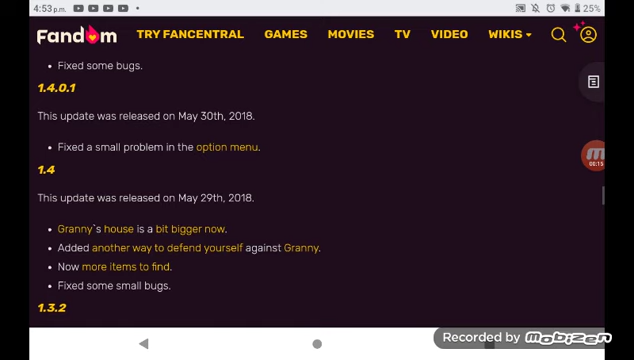 4:53 p.m.
25%
Fandom TRY FANCENTRAL GAMES MOVIES TV VIDEO WIKIS
• Fixed some bugs.
1.4.0.1
This update was released on May 30th, 2018.
• Fixed a small problem in the option menu.
1.4
00:15
This update was released on May 29th, 2018.
• Granny`s house is a bit bigger now.
• Added another way to defend yourself against Granny.
• Now more items to find.
• Fixed some small bugs.
1.3.2
Recorded by mobizen